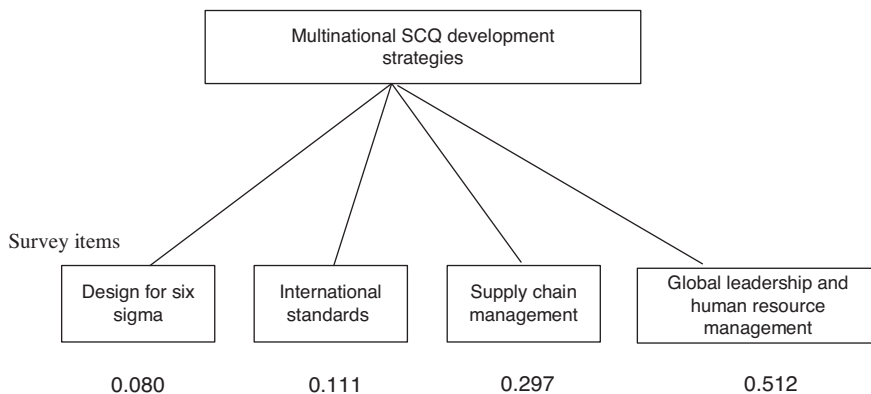 Multinational SCQ development
strategies
Survey items
Design for six
sigma
International
standards
Supply chain
management
Global leadership and
human resource
management
0.080
0.111
0.297
0.512